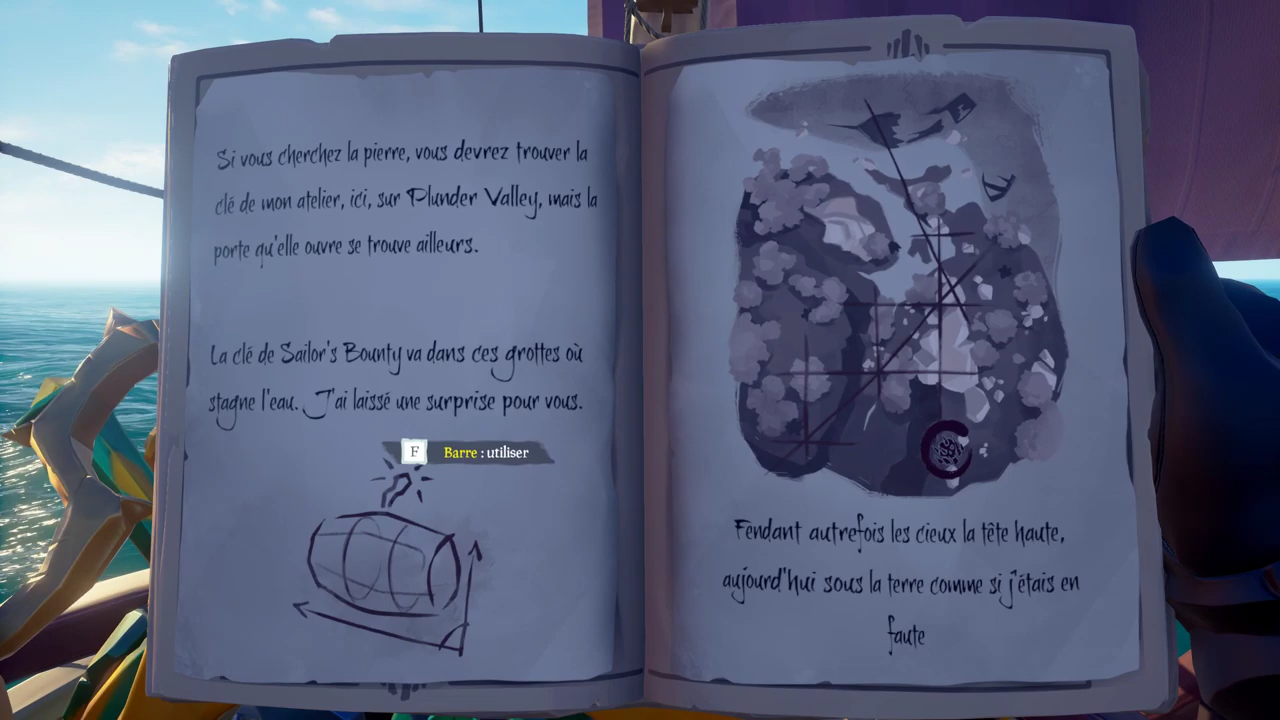 Si vous cherchez la pierre, vous devrez trouver la
clé de mon atelier, ici, sur Plunder Valley, mais la
porte qu'elle ouvre se trouve ailleurs.
La clé de Sailor's Bounty va dans ces grottes où
stagne l'eau. J'ai laissé une surprise pour vous.
F Barre : utiliser
Fendant autrefois les cieux la tête haute,
aujourd'hui sous la terre comme si j'étais en
faute